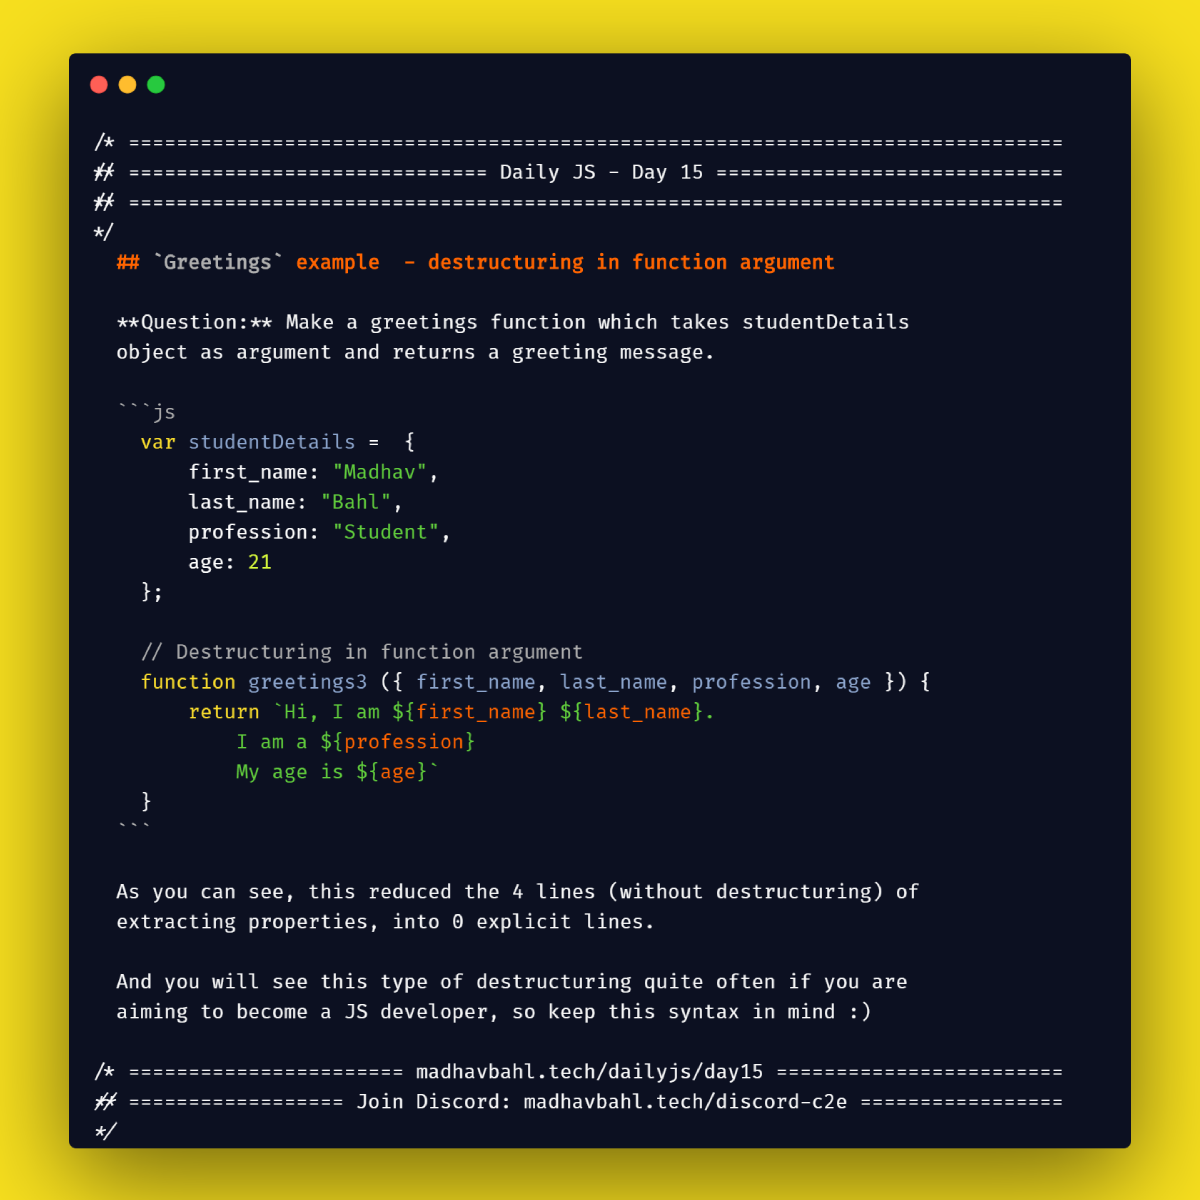 /* ==============================================================================
// ============================== Daily JS - Day 15 =============================
// ==============================================================================
*/
## `Greetings` example  - destructuring in function argument
**Question:** Make a greetings function which takes studentDetails
object as argument and returns a greeting message.
```js
var studentDetails =  {
first_name: "Madhav",
last_name: "Bahl",
profession: "Student",
age: 21
};
// Destructuring in function argument
function greetings3 ({ first_name, last_name, profession, age }) {
return `Hi, I am ${first_name} ${last_name}.
I am a ${profession}
My age is ${age}`
}
```
As you can see, this reduced the 4 lines (without destructuring) of
extracting properties, into 0 explicit lines.
And you will see this type of destructuring quite often if you are
aiming to become a JS developer, so keep this syntax in mind :)
/* ======================= madhavbahl.tech/dailyjs/day15 ========================
// ================== Join Discord: madhavbahl.tech/discord-c2e =================
*/